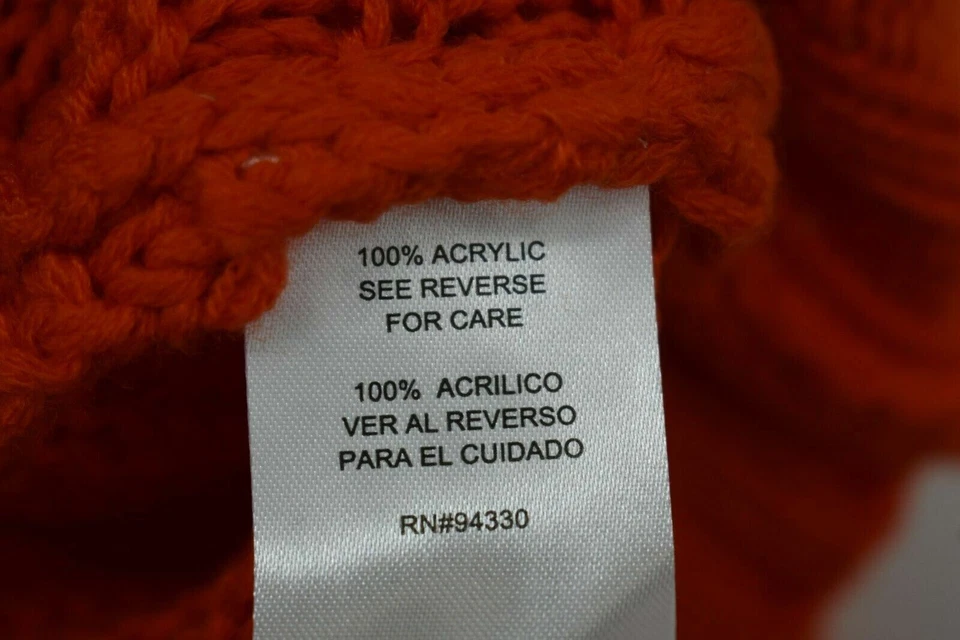 100% ACRYLIC
SEE REVERSE
FOR CARE
100% ACRILICO
VER AL REVERSO
PARA EL CUIDADO
RN#94330